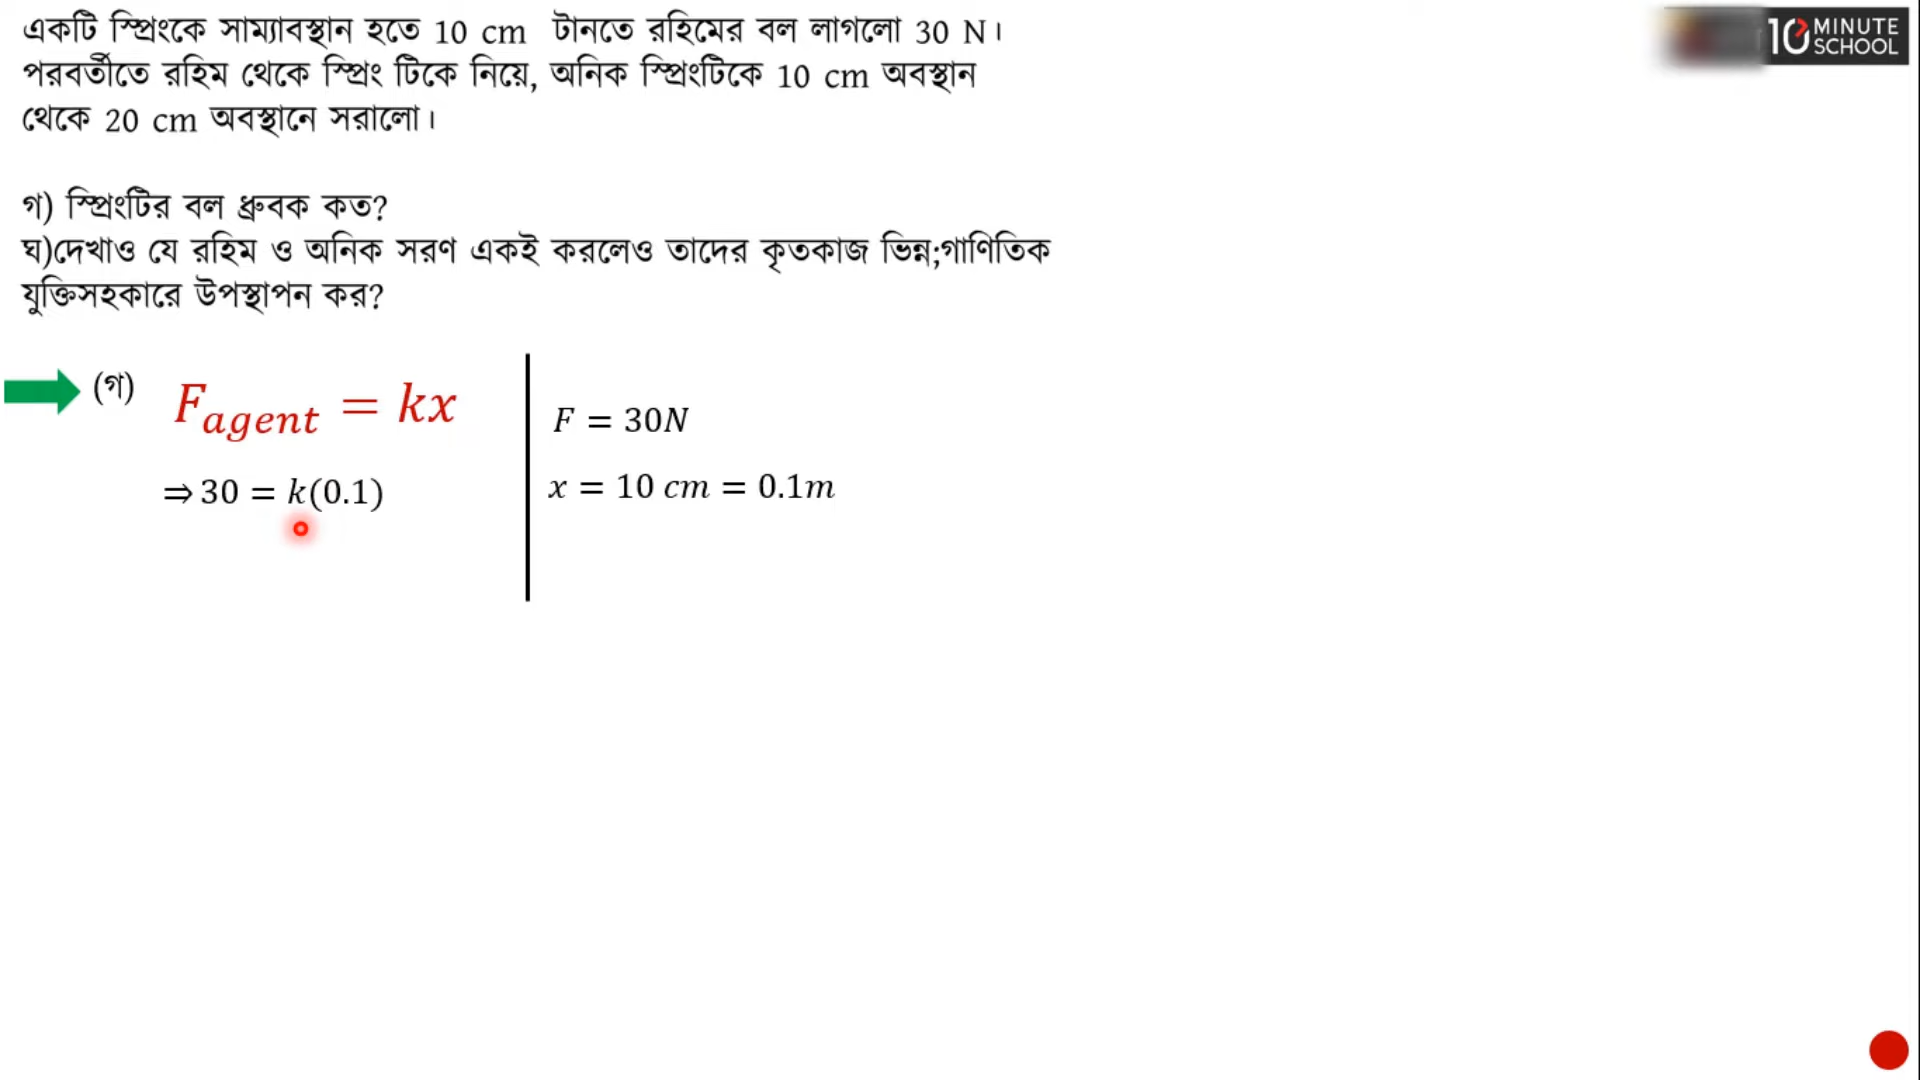 একটি স্প্রিংকে সাম্যাবস্থান হতে 10 cm টানতে রহিমের বল লাগলো 30 N।
পরবর্তীতে রহিম থেকে স্প্রিং টিকে নিয়ে, অনিক স্প্রিংটিকে 10 cm অবস্থান
থেকে 20 cm অবস্থানে সরালো।
গ) স্প্রিংটির বল ধ্রুবক কত?
ঘ)দেখাও যে রহিম ও অনিক সরণ একই করলেও তাদের কৃতকাজ ভিন্ন;গাণিতিক
যুক্তিসহকারে উপস্থাপন কর?
(গ) F_agent = kx
⇒ 30 = k(0.1)
F = 30N
x = 10 cm = 0.1m
10 MINUTE SCHOOL